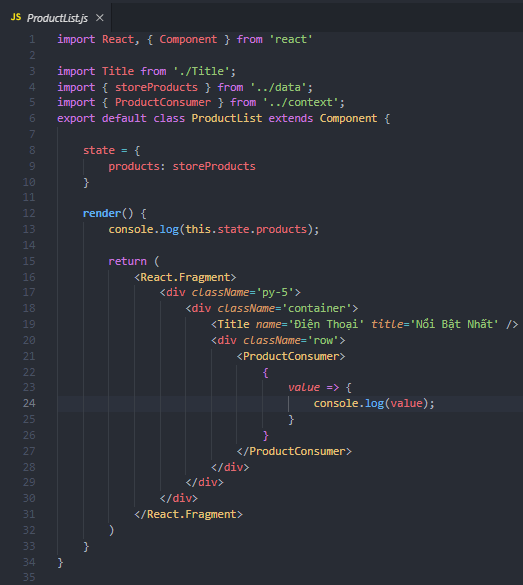 JS ProductList.js ×
1 import React, { Component } from 'react'
2
3 import Title from './Title';
4 import { storeProducts } from '../data';
5 import { ProductConsumer } from '../context';
6 export default class ProductList extends Component {
7
8     state = {
9         products: storeProducts
10     }
11
12     render() {
13         console.log(this.state.products);
14
15         return (
16             <React.Fragment>
17                 <div className='py-5'>
18                     <div className='container'>
19                         <Title name='Điện Thoại' title='Nổi Bật Nhất' />
20                         <div className='row'>
21                             <ProductConsumer>
22                                 {
23                                     value => {
24                                         console.log(value);
25                                     }
26                                 }
27                             </ProductConsumer>
28                         </div>
29                     </div>
30                 </div>
31             </React.Fragment>
32         )
33     }
34 }
35